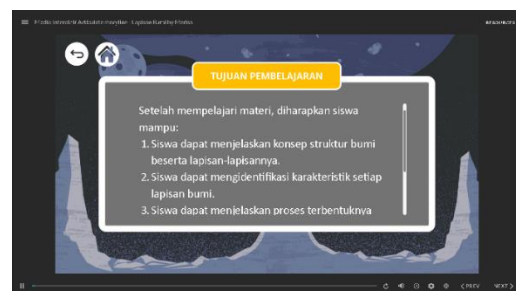 TUJUAN PEMBELAJARAN
Setelah mempelajari materi, diharapkan siswa
mampu:
1. Siswa dapat menjelaskan konsep struktur bumi
beserta lapisan-lapisannya.
2. Siswa dapat mengidentifikasi karakteristik setiap
lapisan bumi.
3. Siswa dapat menjelaskan proses terbentuknya
< PREV
NEXT >